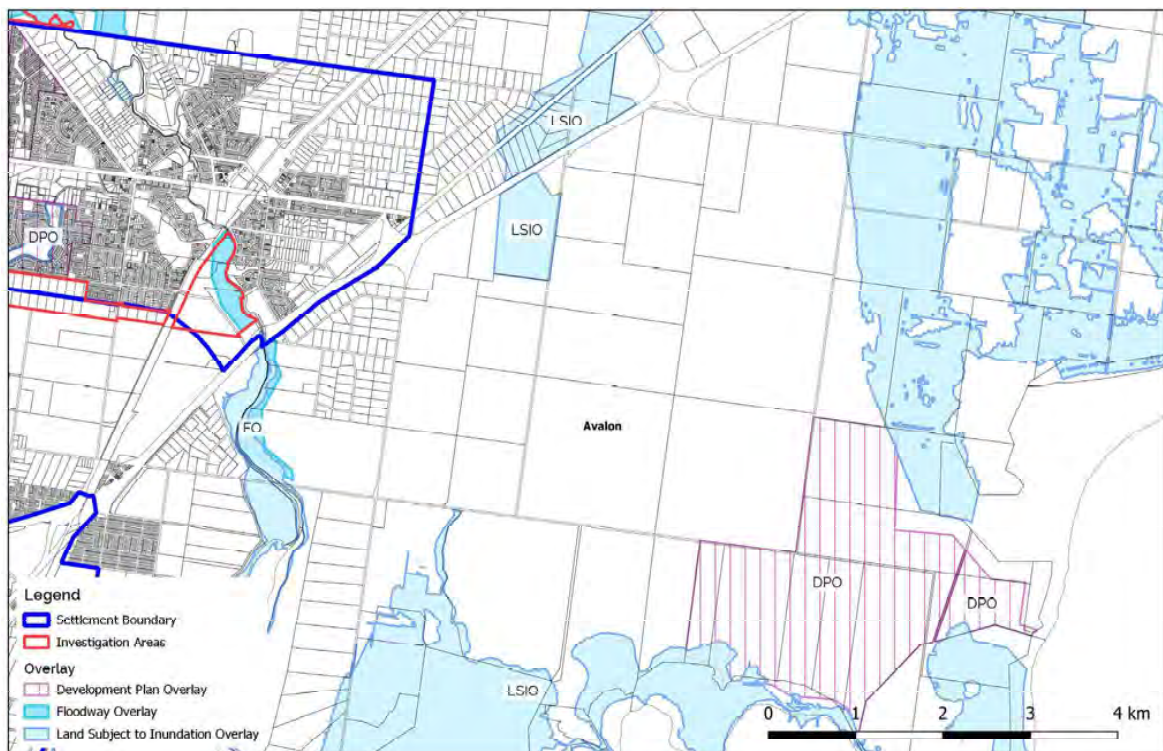 LSIO
LSIO
DPO
FO
Avalon
DPO
DPO
LSIO
Legend
Settlement Boundary
Investigation Areas
Overlay
Development Plan Overlay
Floodway Overlay
Land Subject to Inundation Overlay
0 1 2 3 4 km